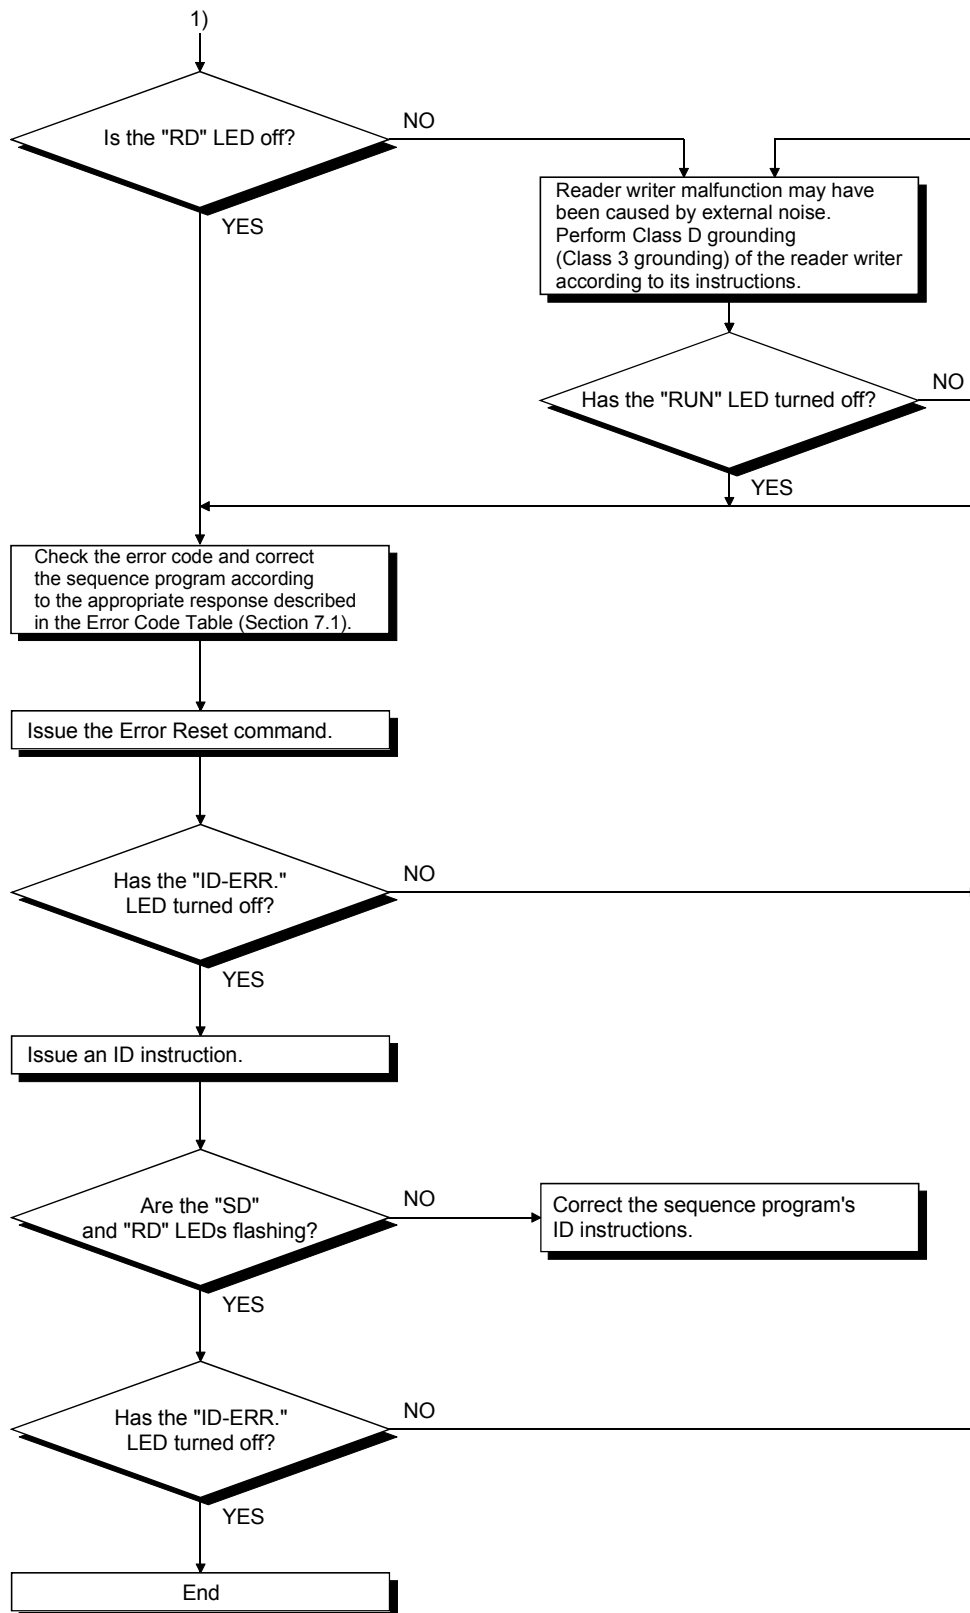 1)
Is the "RD" LED off?
NO
YES
Reader writer malfunction may have
been caused by external noise.
Perform Class D grounding
(Class 3 grounding) of the reader writer
according to its instructions.
Has the "RUN" LED turned off?
NO
YES
Check the error code and correct
the sequence program according
to the appropriate response described
in the Error Code Table (Section 7.1).
Issue the Error Reset command.
Has the "ID-ERR."
LED turned off?
NO
YES
Issue an ID instruction.
Are the "SD"
and "RD" LEDs flashing?
NO
YES
Correct the sequence program's
ID instructions.
Has the "ID-ERR."
LED turned off?
NO
YES
End